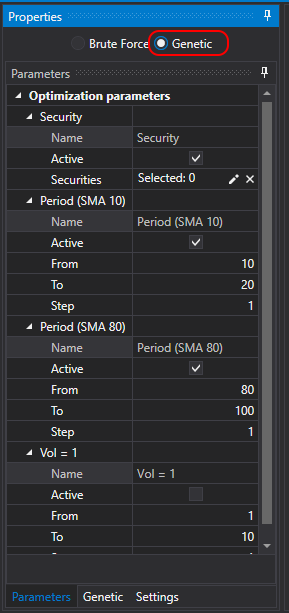 Properties
Brute Force Genetic
Parameters
Optimization parameters
Security
Name Security
Active
Securities Selected: 0
Period (SMA 10)
Name Period (SMA 10)
Active
From 10
To 20
Step 1
Period (SMA 80)
Name Period (SMA 80)
Active
From 80
To 100
Step 1
Vol = 1
Name Vol = 1
Active
From 1
To 10
Parameters Genetic Settings